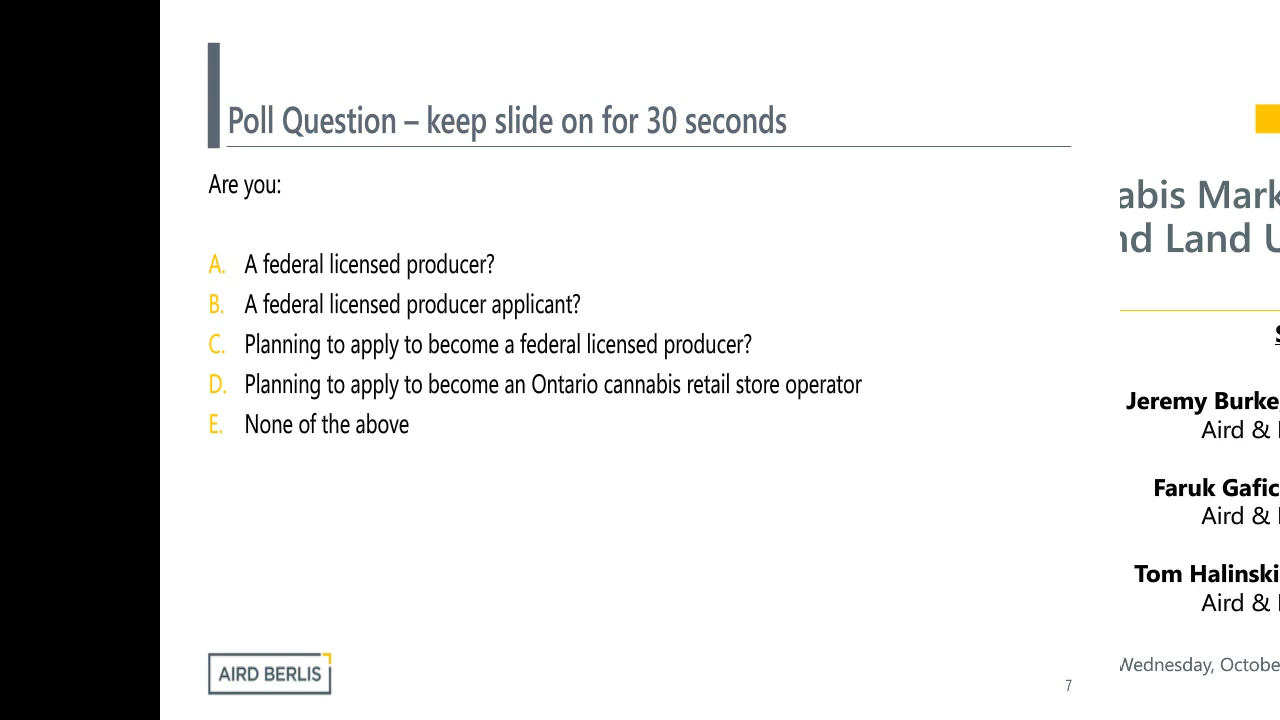 Poll Question – keep slide on for 30 seconds
Are you:
A. A federal licensed producer?
B. A federal licensed producer applicant?
C. Planning to apply to become a federal licensed producer?
D. Planning to apply to become an Ontario cannabis retail store operator
E. None of the above
AIRD BERLIS
7
abis Mark
nd Land U
Jeremy Burke,
Aird &
Faruk Gafic
Aird &
Tom Halinski
Aird &
Wednesday, Octobe